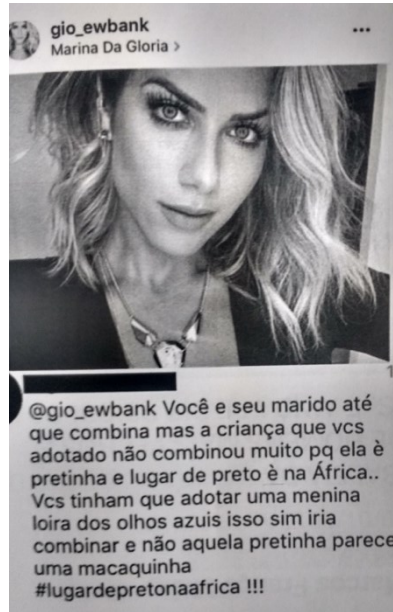 gio_ewbank
Marina Da Gloria >
@gio_ewbank Você e seu marido até
que combina mas a criança que vcs
adotado não combinou muito pq ela è
pretinha e lugar de preto è na África..
Vcs tinham que adotar uma menina
loira dos olhos azuis isso sim iria
combinar e não aquela pretinha parece
uma macaquinha
#lugardepretonaafrica !!!